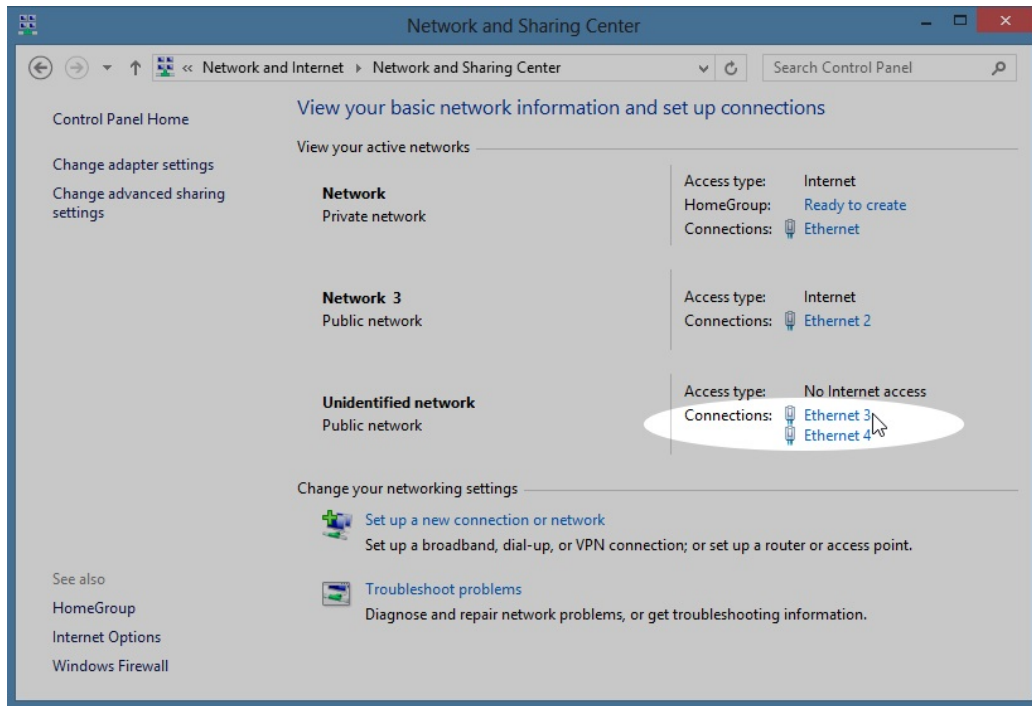 Network and Sharing Center
« Network and Internet ▸ Network and Sharing Center
Search Control Panel
Control Panel Home
Change adapter settings
Change advanced sharing
settings
View your basic network information and set up connections
View your active networks
Network
Private network
Access type: Internet
HomeGroup: Ready to create
Connections: Ethernet
Network 3
Public network
Access type: Internet
Connections: Ethernet 2
Unidentified network
Public network
Access type: No Internet access
Connections: Ethernet 3
Ethernet 4
Change your networking settings
Set up a new connection or network
Set up a broadband, dial-up, or VPN connection; or set up a router or access point.
Troubleshoot problems
Diagnose and repair network problems, or get troubleshooting information.
See also
HomeGroup
Internet Options
Windows Firewall